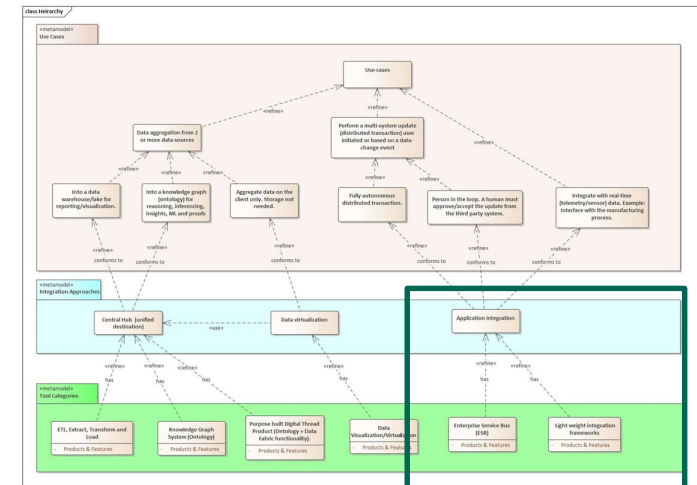 class Heirarchy
«metamodel»
Use Cases
Use-cases
«refine»
«refine»
«refine»
Data aggregation from 2
or more data sources
Perform a multi-system update
(distributed transaction) user
initiated or based on a data-
change event
«refine»
«refine»
«refine»
«refine»
«refine»
Into a data
warehouse/lake for
reporting/visualization.
Into a knowledge graph
(ontology) for
reasoning, inferencing,
insights, ML and proofs
Aggregate data on the
client only. Storage not
needed.
Fully autonomous
distributed transaction.
Person in the loop. A human must
approve/accept the update from
the third party system.
Integrate with real-time
(telemetry/sensor) data. Example:
Interface with the manufacturing
process.
«refine»
«refine»
«refine»
«refine»
«refine»
«refine»
conforms to
conforms to
conforms to
conforms to
conforms to
conforms to
«metamodel»
Integration Approaches
Central Hub (unified
destination)
«use»
Data virtualization
Application integration
«refine»
«refine»
«refine»
«refine»
«refine»
«refine»
has
has
has
has
has
has
«metamodel»
Tool Categories
ETL, Extract, Transform and
Load
- Products & Features
Knowledge Graph
System (Ontology)
- Products & Features
Purpose built Digital Thread
Product (Ontology + Data
Fabric functionality).
- Products & Features
Data
Visualization/Virtualization
- Products & Features
Enterprise Service Bus
(ESB)
- Products & Features
Light weight integration
frameworks
- Products & Features